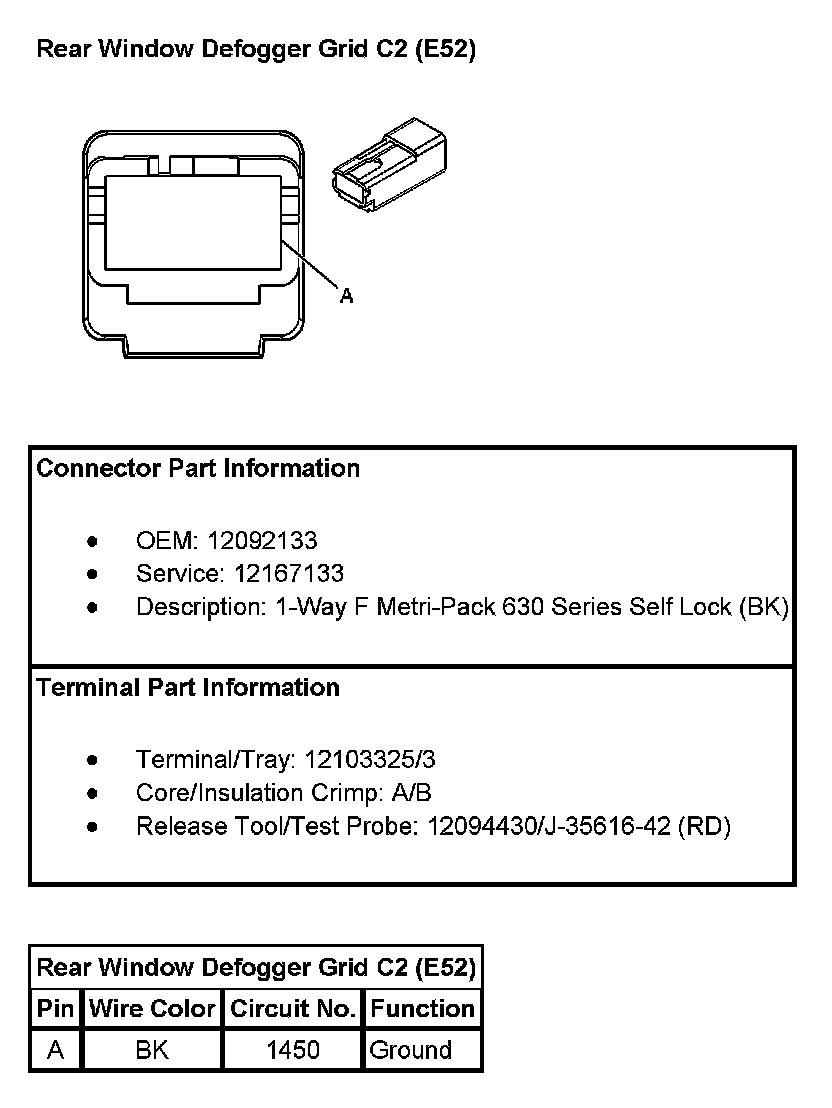 Rear Window Defogger Grid C2 (E52)
A
Connector Part Information
● OEM: 12092133
● Service: 12167133
● Description: 1-Way F Metri-Pack 630 Series Self Lock (BK)
Terminal Part Information
● Terminal/Tray: 12103325/3
● Core/Insulation Crimp: A/B
● Release Tool/Test Probe: 12094430/J-35616-42 (RD)
Rear Window Defogger Grid C2 (E52)
Pin Wire Color Circuit No. Function
A BK 1450 Ground